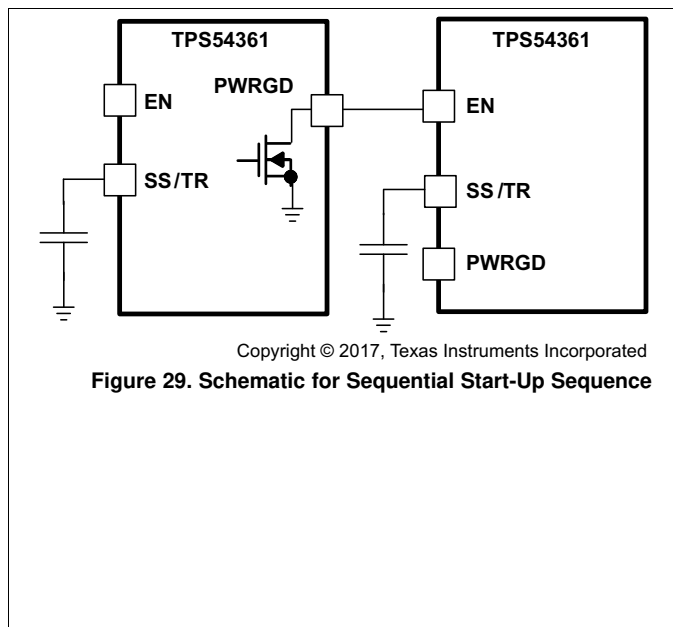 TPS54361
EN
PWRGD
SS/TR
TPS54361
EN
SS/TR
PWRGD
Copyright © 2017, Texas Instruments Incorporated
Figure 29. Schematic for Sequential Start-Up Sequence